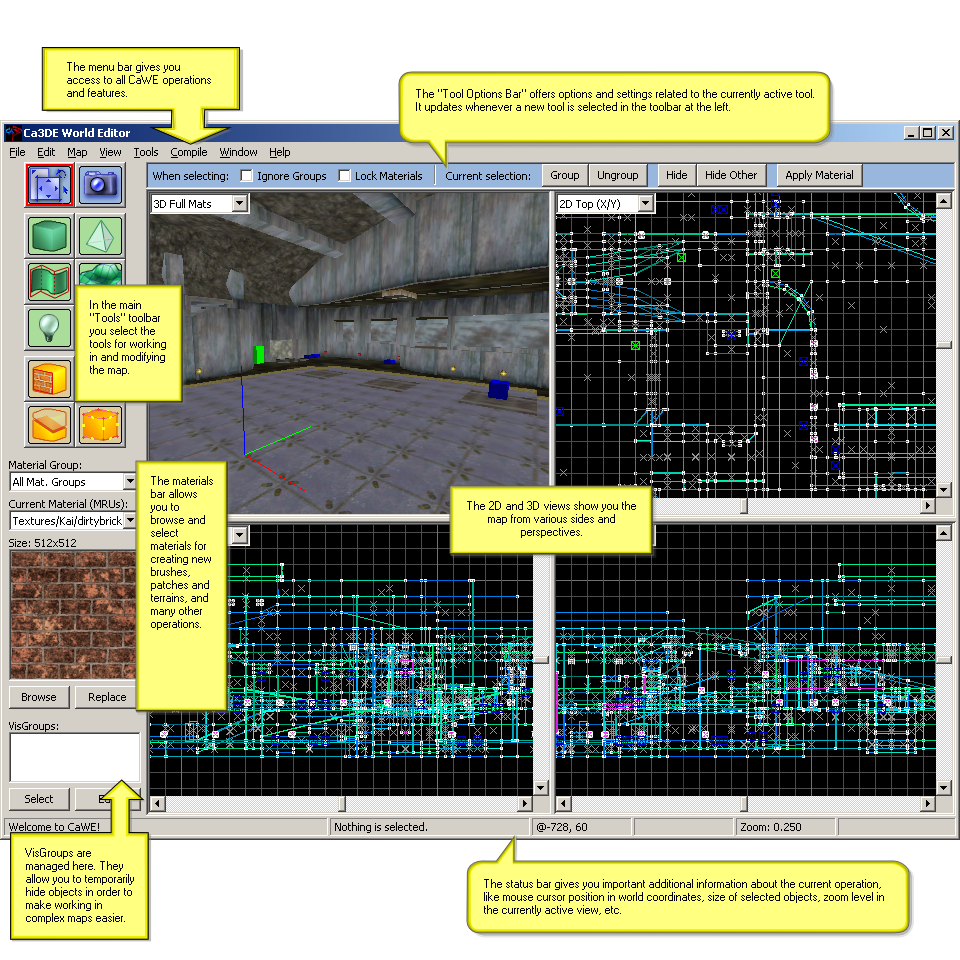 The menu bar gives you
access to all CaWE operations
and features.
The "Tool Options Bar" offers options and settings related to the currently active tool.
It updates whenever a new tool is selected in the toolbar at the left.
Ca3DE World Editor
File Edit Map View Tools Compile Window Help
When selecting: Ignore Groups Lock Materials Current selection: Group Ungroup Hide Hide Other Apply Material
3D Full Mats
2D Top (X/Y)
In the main
"Tools" toolbar
you select the
tools for working
in and modifying
the map.
Material Group:
All Mat. Groups
Current Material (MRUs):
Textures/Kai/dirtybrick
Size: 512x512
Browse Replace
The materials
bar allows
you to
browse and
select
materials for
creating new
brushes,
patches and
terrains, and
many other
operations.
The 2D and 3D views show you the
map from various sides and
perspectives.
VisGroups:
Select
Welcome to CaWE! Nothing is selected. @-728, 60 Zoom: 0.250
VisGroups are
managed here. They
allow you to temporarily
hide objects in order to
make working in
complex maps easier.
The status bar gives you important additional information about the current operation,
like mouse cursor position in world coordinates, size of selected objects, zoom level in
the currently active view, etc.